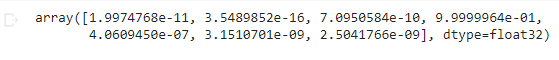 array([1.9974768e-11, 3.5489852e-16, 7.0950584e-10, 9.9999964e-01,
4.0609450e-07, 3.1510701e-09, 2.5041766e-09], dtype=float32)